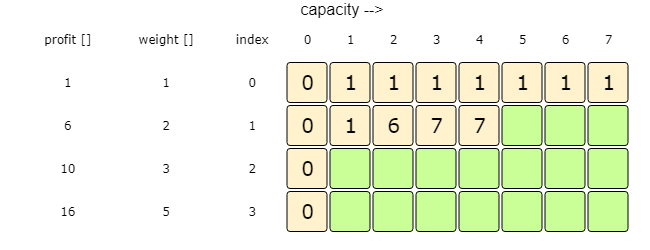 capacity -->
profit [] weight [] index 0 1 2 3 4 5 6 7
1 1 0 0 1 1 1 1 1 1 1
6 2 1 0 1 6 7 7
10 3 2 0
16 5 3 0